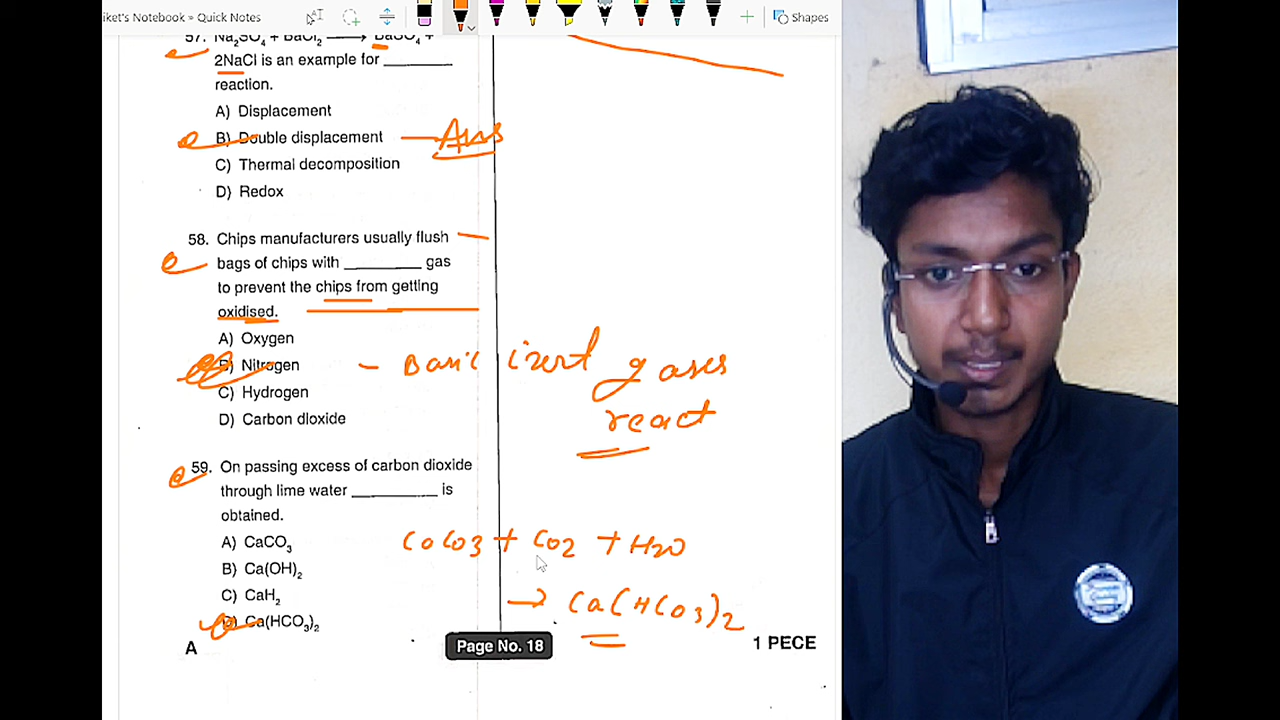 iket's Notebook » Quick Notes
Shapes
57. Na₂SO₄ + BaCl₂ ⟶ BaSO₄ +
2NaCl is an example for ________
reaction.
A) Displacement
B) Double displacement — Ans
C) Thermal decomposition
D) Redox
58. Chips manufacturers usually flush
bags of chips with ________ gas
to prevent the chips from getting
oxidised.
A) Oxygen
B) Nitrogen - Basic inert gases
react
C) Hydrogen
D) Carbon dioxide
59. On passing excess of carbon dioxide
through lime water ________ is
obtained.
A) CaCO₃
B) Ca(OH)₂
C) CaH₂
D) Ca(HCO₃)₂
CaCO3 + CO2 + H2O
→ Ca(HCO3)2
A
Page No. 18
1 PECE